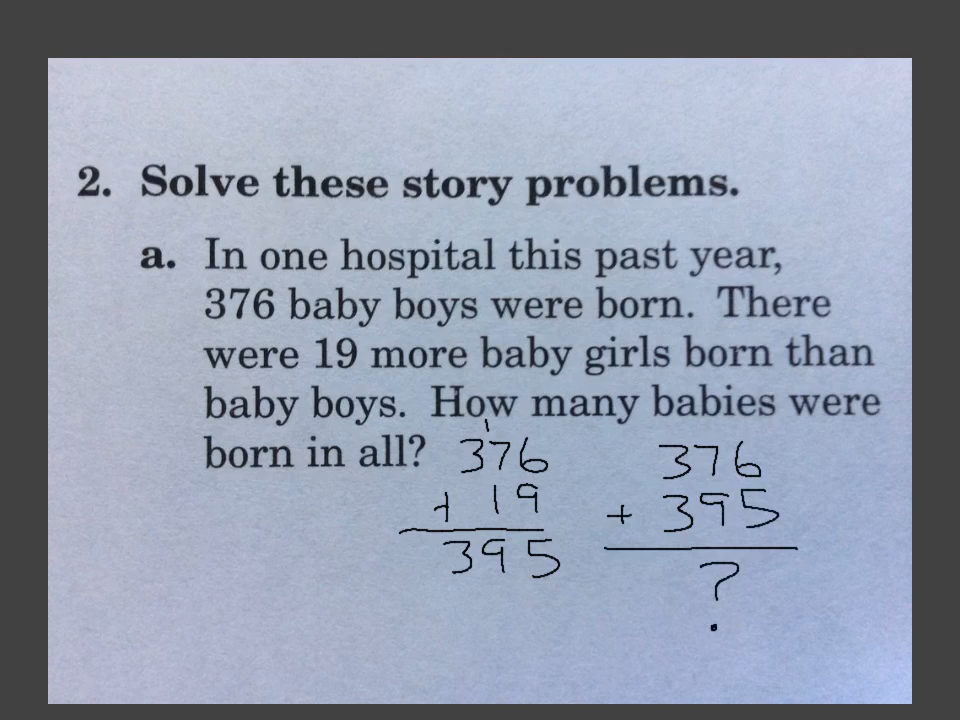 2. Solve these story problems.
a. In one hospital this past year,
376 baby boys were born. There
were 19 more baby girls born than
baby boys. How many babies were
born in all?
1
376
+ 19
395
376
+ 395
?